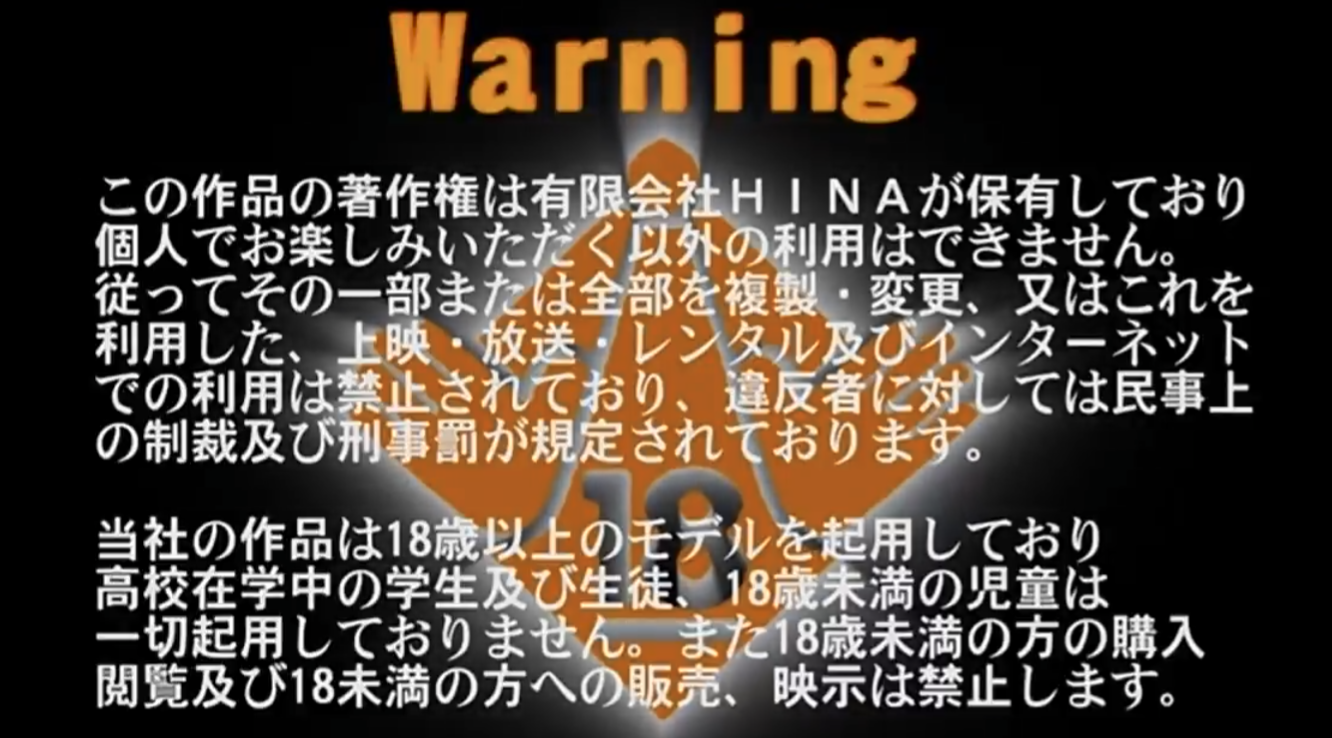 Warning
この作品の著作権は有限会社ＨＩＮＡが保有しており
個人でお楽しみいただく以外の利用はできません。
従ってその一部または全部を複製・変更、又はこれを
利用した、上映・放送・レンタル及びインターネット
での利用は禁止されており、違反者に対しては民事上
の制裁及び刑事罰が規定されております。
当社の作品は18歳以上のモデルを起用しており
高校在学中の学生及び生徒、18歳未満の児童は
一切起用しておりません。また18歳未満の方の購入
閲覧及び18未満の方への販売、映示は禁止します。
18